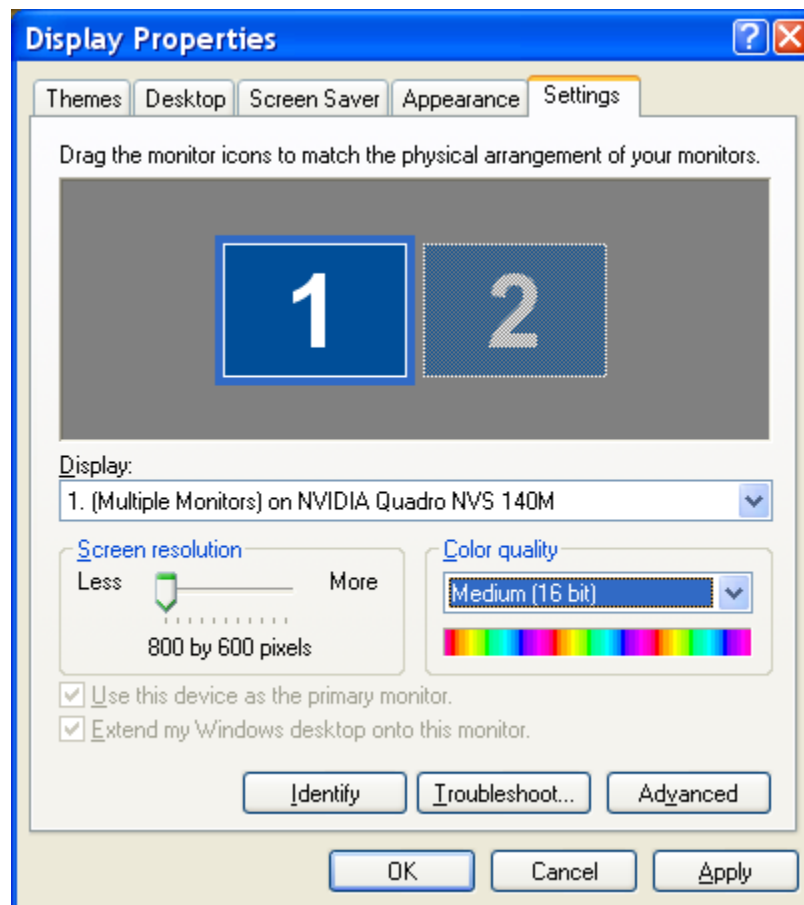 Display Properties
Themes Desktop Screen Saver Appearance Settings
Drag the monitor icons to match the physical arrangement of your monitors.
1 2
Display:
1. (Multiple Monitors) on NVIDIA Quadro NVS 140M
Screen resolution
Less More
800 by 600 pixels
Color quality
Medium (16 bit)
Use this device as the primary monitor.
Extend my Windows desktop onto this monitor.
Identify Troubleshoot... Advanced
OK Cancel Apply